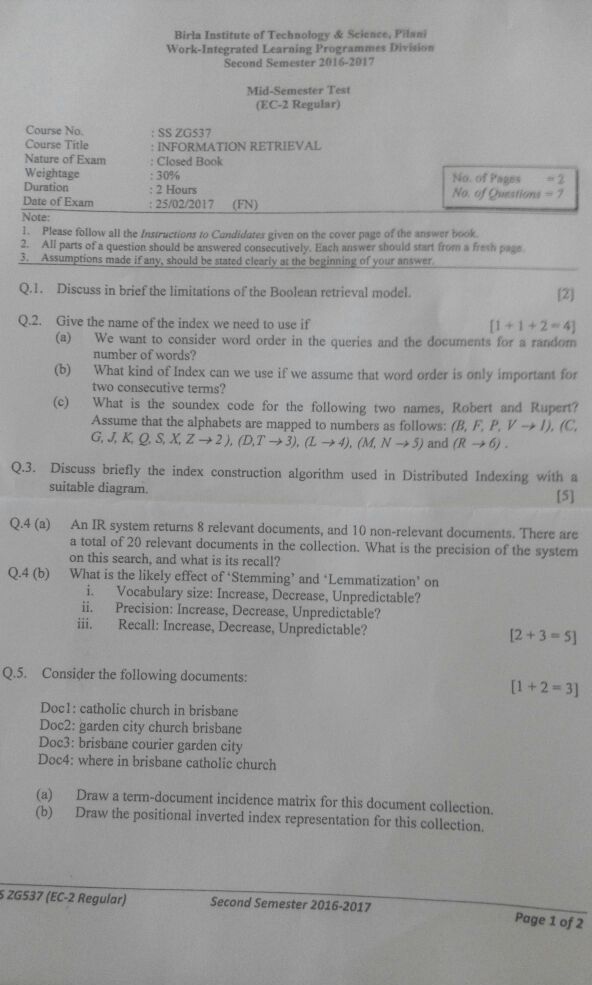 Birla Institute of Technology & Science, Pilani
Work-Integrated Learning Programmes Division
Second Semester 2016-2017
Mid-Semester Test
(EC-2 Regular)
Course No. : SS ZG537
Course Title : INFORMATION RETRIEVAL
Nature of Exam : Closed Book
Weightage : 30%
Duration : 2 Hours
Date of Exam : 25/02/2017 (FN)
No. of Pages = 2
No. of Questions = 7
Note:
1. Please follow all the Instructions to Candidates given on the cover page of the answer book.
2. All parts of a question should be answered consecutively. Each answer should start from a fresh page.
3. Assumptions made if any, should be stated clearly at the beginning of your answer.
Q.1. Discuss in brief the limitations of the Boolean retrieval model. [2]
Q.2. Give the name of the index we need to use if [1 + 1 + 2 = 4]
(a) We want to consider word order in the queries and the documents for a random
number of words?
(b) What kind of Index can we use if we assume that word order is only important for
two consecutive terms?
(c) What is the soundex code for the following two names, Robert and Rupert?
Assume that the alphabets are mapped to numbers as follows: (B, F, P, V → 1), (C,
G, J, K, Q, S, X, Z → 2), (D,T → 3), (L → 4), (M, N → 5) and (R → 6) .
Q.3. Discuss briefly the index construction algorithm used in Distributed Indexing with a
suitable diagram. [5]
Q.4 (a) An IR system returns 8 relevant documents, and 10 non-relevant documents. There are
a total of 20 relevant documents in the collection. What is the precision of the system
on this search, and what is its recall?
Q.4 (b) What is the likely effect of 'Stemming' and 'Lemmatization' on
i. Vocabulary size: Increase, Decrease, Unpredictable?
ii. Precision: Increase, Decrease, Unpredictable?
iii. Recall: Increase, Decrease, Unpredictable?
[2 + 3 = 5]
Q.5. Consider the following documents:
[1 + 2 = 3]
Doc1: catholic church in brisbane
Doc2: garden city church brisbane
Doc3: brisbane courier garden city
Doc4: where in brisbane catholic church
(a) Draw a term-document incidence matrix for this document collection.
(b) Draw the positional inverted index representation for this collection.
S ZG537 (EC-2 Regular) Second Semester 2016-2017 Page 1 of 2